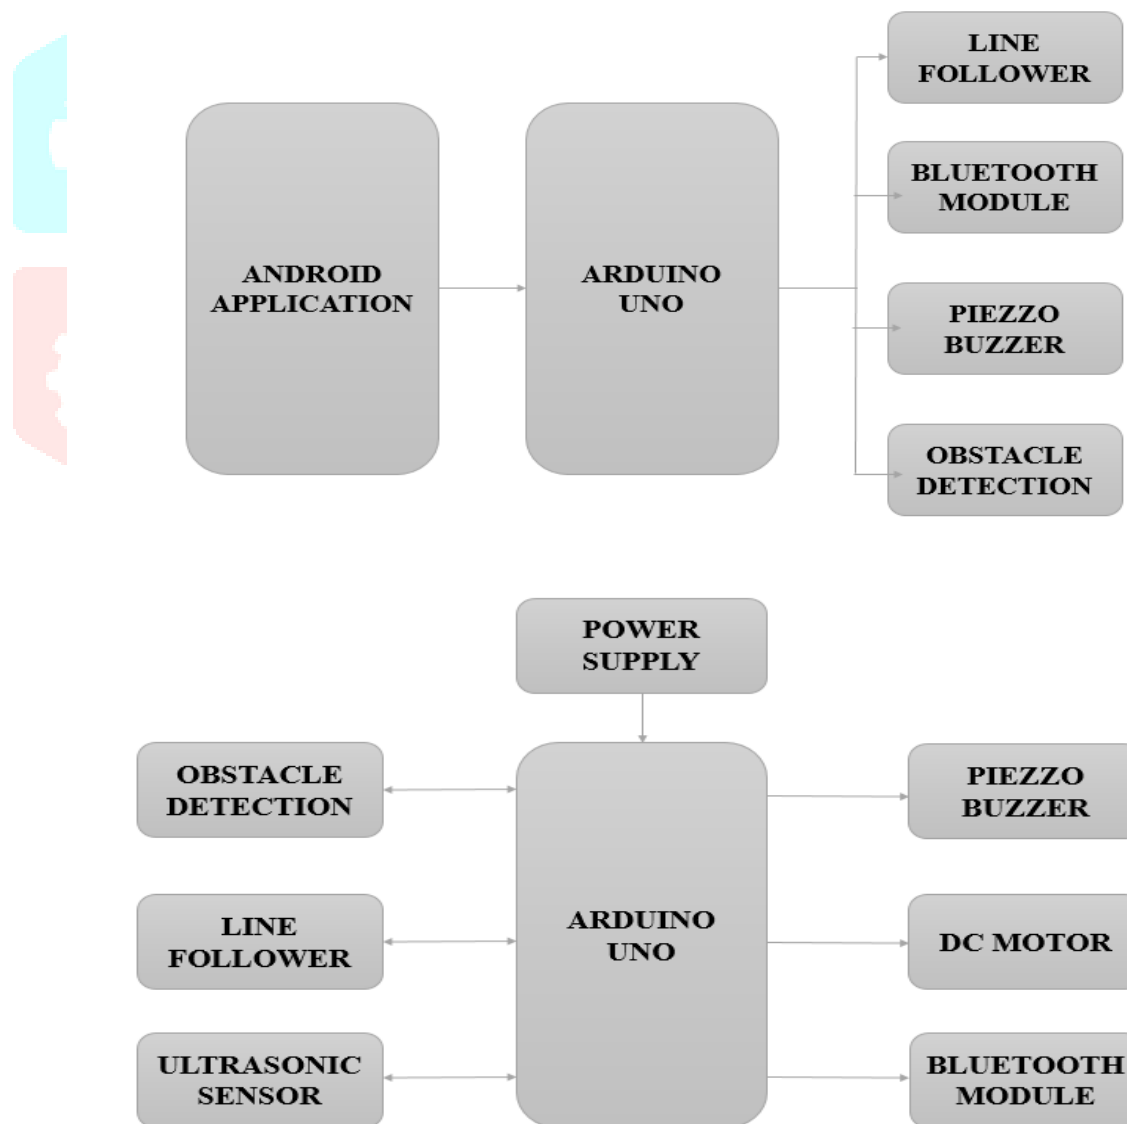 LINE
FOLLOWER
BLUETOOTH
MODULE
ANDROID
APPLICATION
ARDUINO
UNO
PIEZZO
BUZZER
OBSTACLE
DETECTION
POWER
SUPPLY
OBSTACLE
DETECTION
PIEZZO
BUZZER
LINE
FOLLOWER
ARDUINO
UNO
DC MOTOR
ULTRASONIC
SENSOR
BLUETOOTH
MODULE